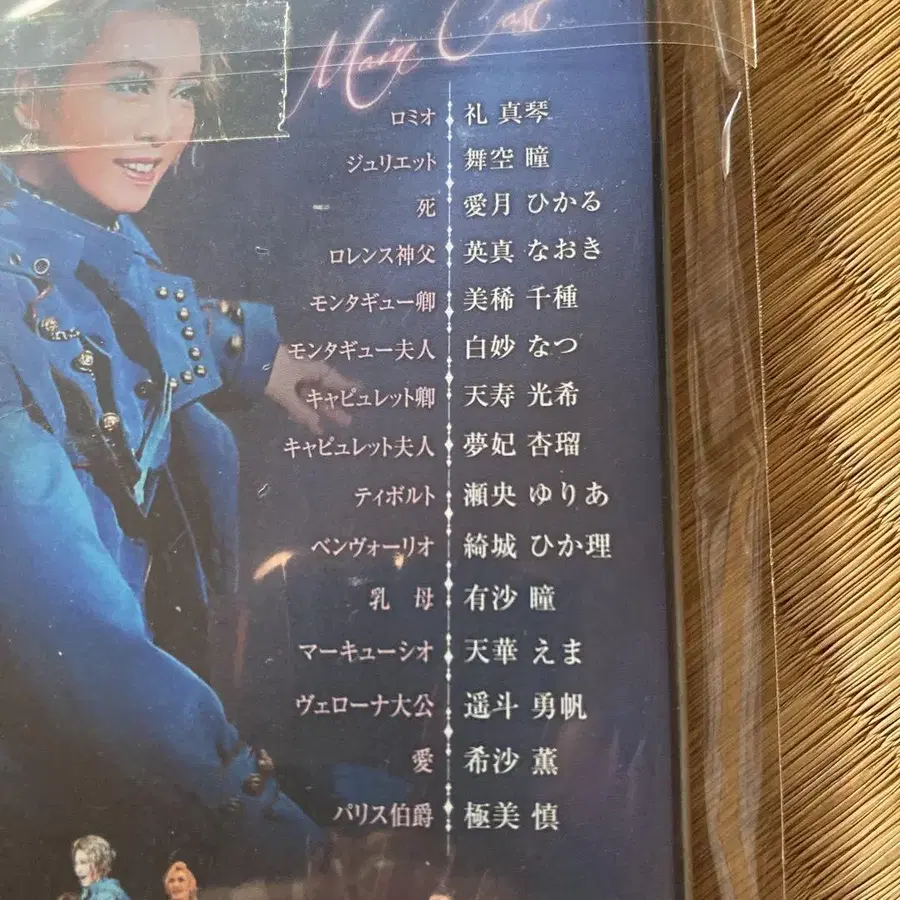 Main Cast
ロミオ 礼 真琴
ジュリエット 舞空 瞳
死 愛月 ひかる
ロレンス神父 英真 なおき
モンタギュー卿 美稀 千種
モンタギュー夫人 白妙 なつ
キャピュレット卿 天寿 光希
キャピュレット夫人 夢妃 杏瑠
ティボルト 瀬央 ゆりあ
ベンヴォーリオ 綺城 ひか理
乳 母 有沙 瞳
マーキューシオ 天華 えま
ヴェローナ大公 遥斗 勇帆
愛 希沙 薫
パリス伯爵 極美 慎